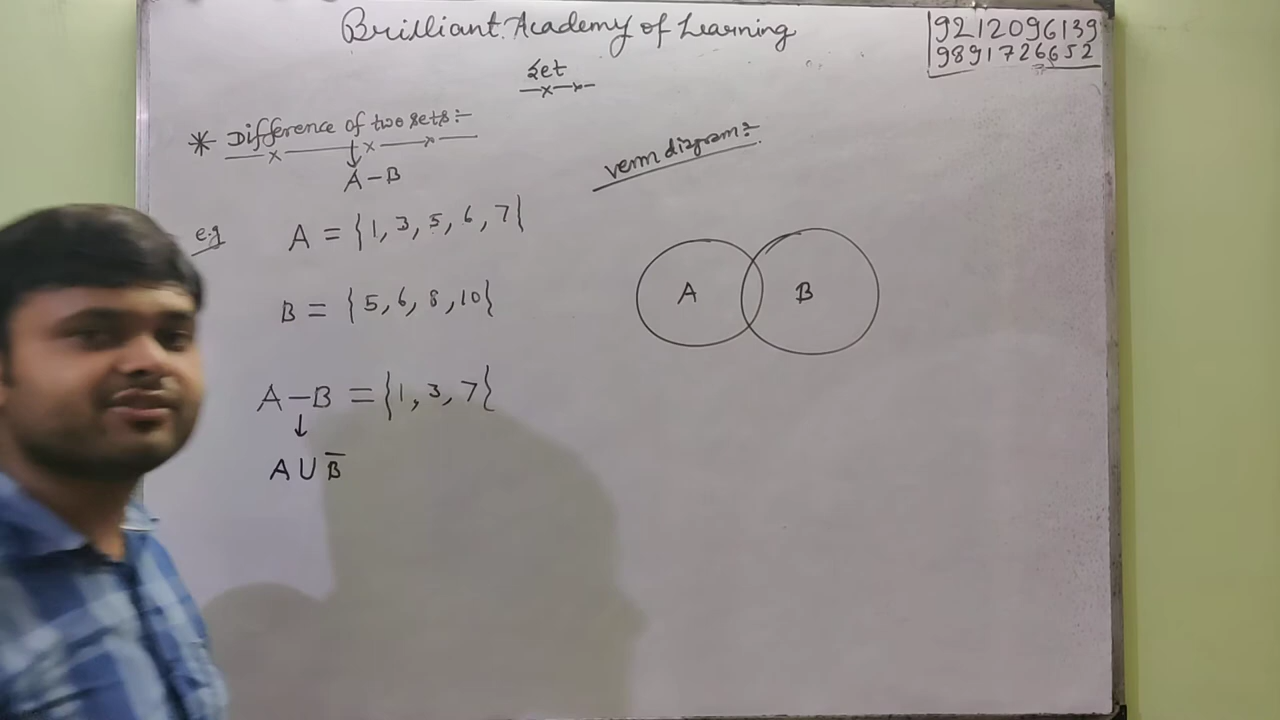 Brilliant Academy of Learning
9212096139
9891726652
Set
* Difference of two sets:-
A-B
Venn diagram:-
e.g
A = {1, 3, 5, 6, 7}
B = {5, 6, 8, 10}
A B
A-B = {1, 3, 7}
A ∪ B̅